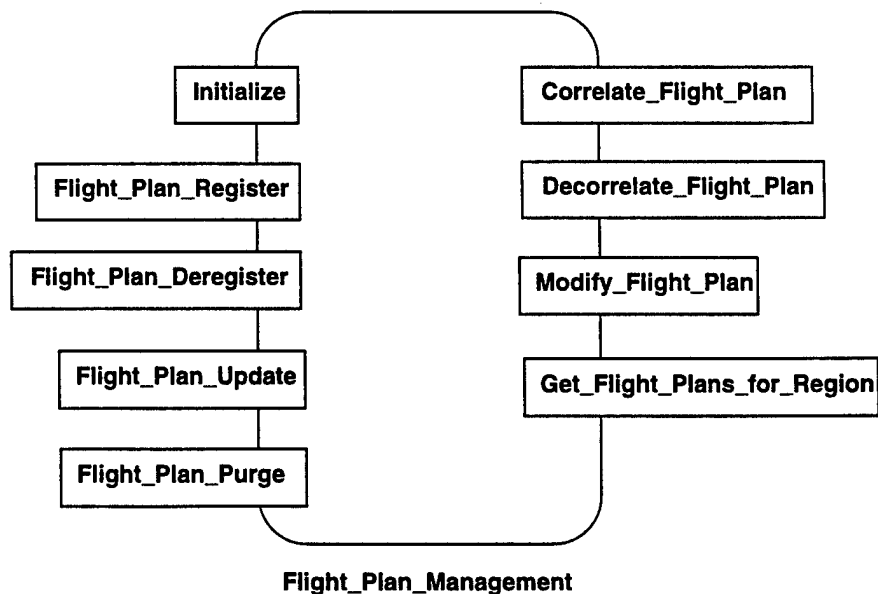 Initialize
Flight_Plan_Register
Flight_Plan_Deregister
Flight_Plan_Update
Flight_Plan_Purge
Correlate_Flight_Plan
Decorrelate_Flight_Plan
Modify_Flight_Plan
Get_Flight_Plans_for_Region
Flight_Plan_Management